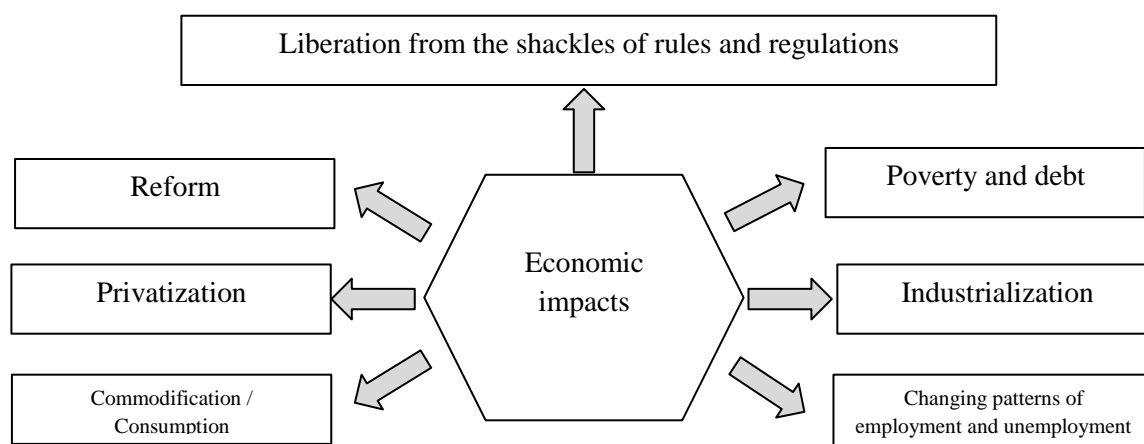 Liberation from the shackles of rules and regulations
Reform
Poverty and debt
Economic
impacts
Privatization
Industrialization
Commodification /
Consumption
Changing patterns of
employment and unemployment